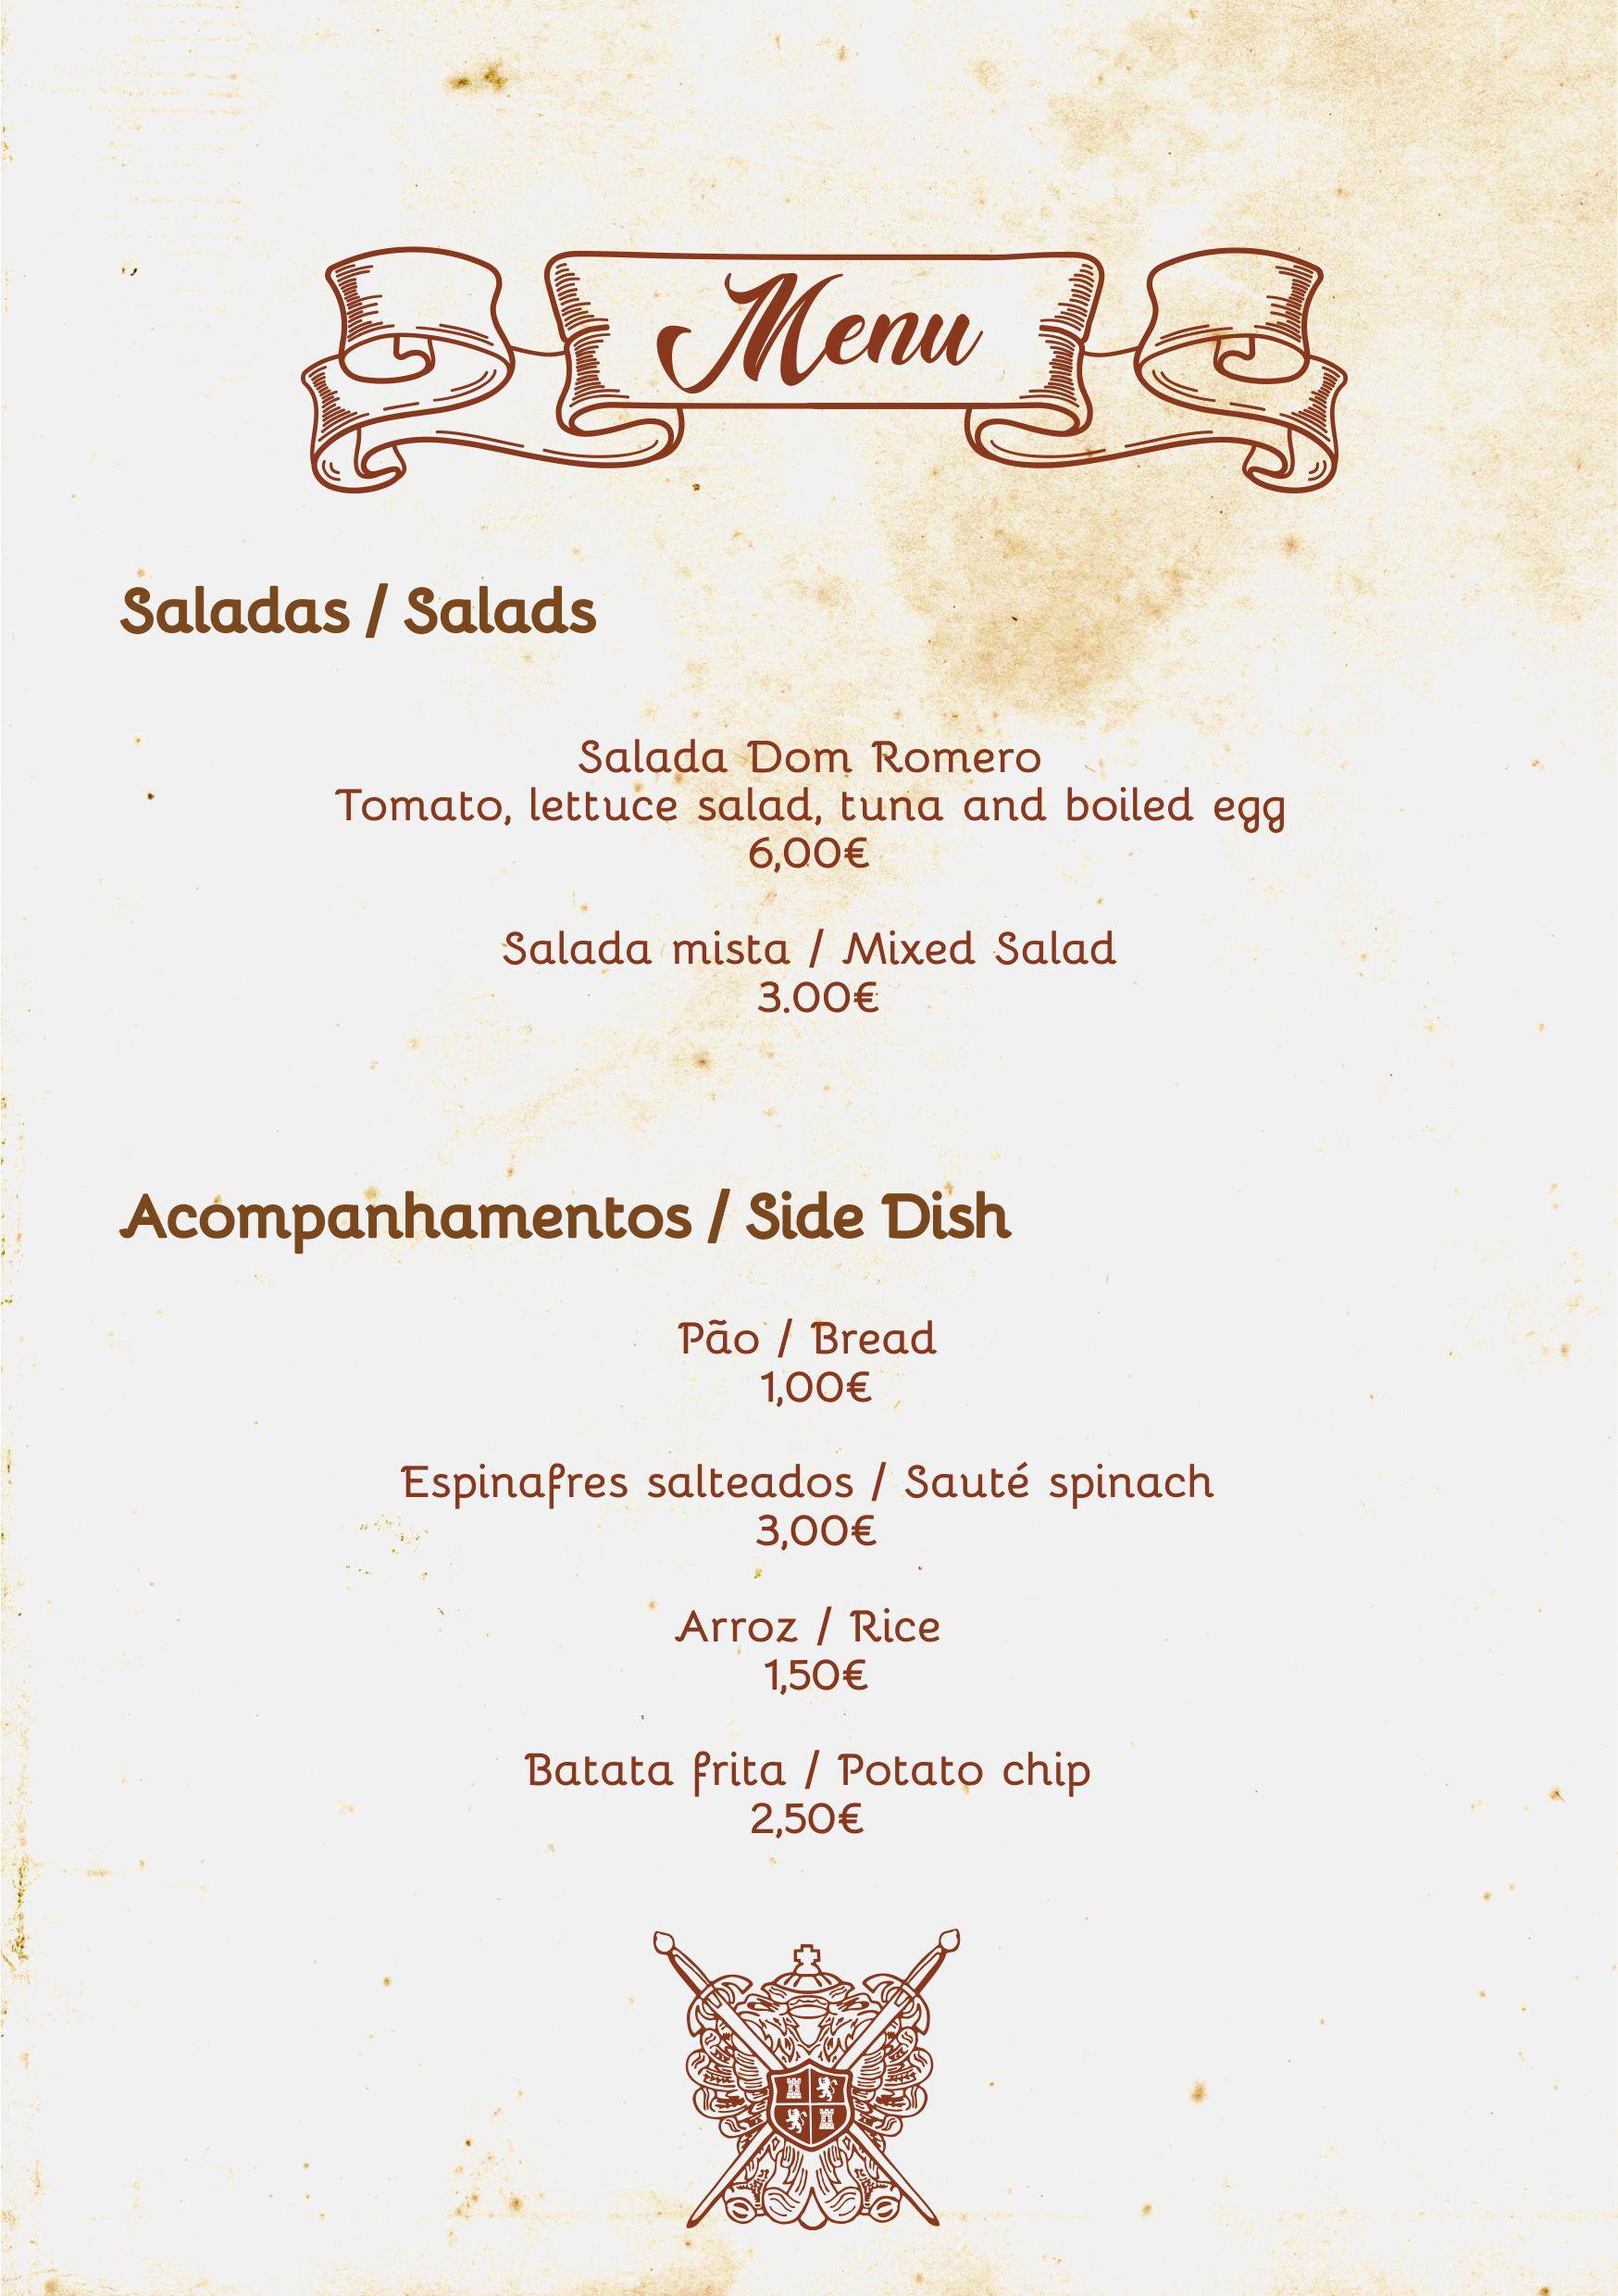 Menu
Saladas / Salads
Salada Dom Romero
Tomato, lettuce salad, tuna and boiled egg
6,00€
Salada mista / Mixed Salad
3.00€
Acompanhamentos / Side Dish
Pão / Bread
1,00€
Espinafres salteados / Sauté spinach
3,00€
Arroz / Rice
1,50€
Batata frita / Potato chip
2,50€